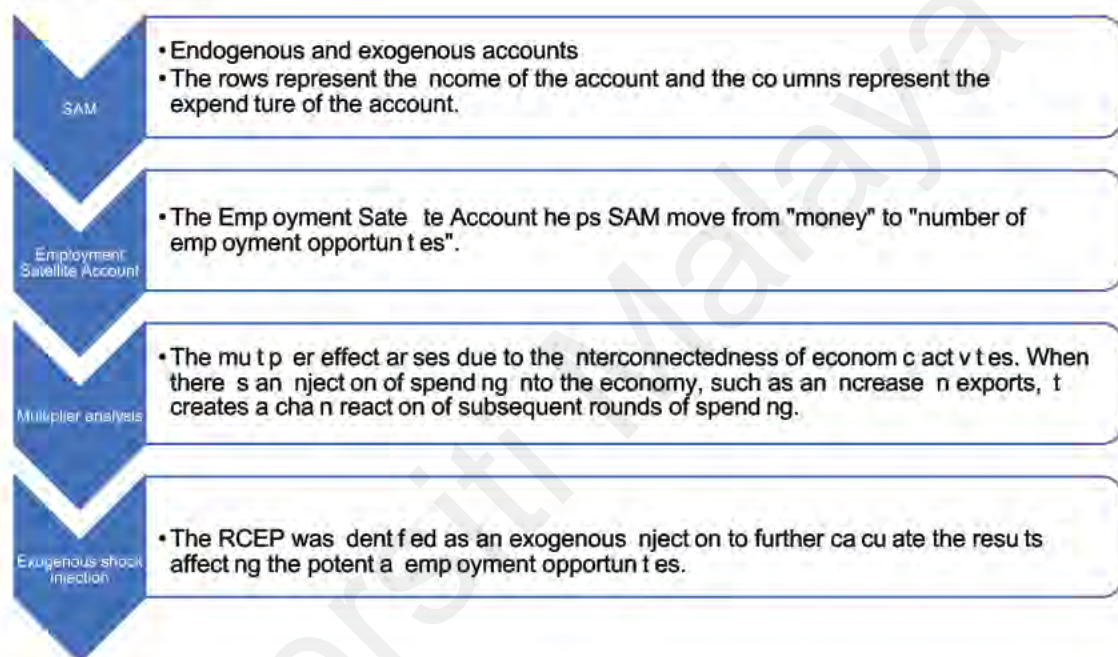 SAM
• Endogenous and exogenous accounts
• The rows represent the ncome of the account and the co umns represent the
expend ture of the account.
Employment
Satellite Account
• The Emp oyment Sate te Account he ps SAM move from "money" to "number of
emp oyment opportun t es".
Multiplier analysis
• The mu t p er effect ar ses due to the nterconnectedness of econom c act v t es. When
there s an nject on of spend ng nto the economy, such as an ncrease n exports, t
creates a cha n react on of subsequent rounds of spend ng.
Exogenous shock
injection
• The RCEP was dent f ed as an exogenous nject on to further ca cu ate the resu ts
affect ng the potent a emp oyment opportun t es.
ersiti Malaya